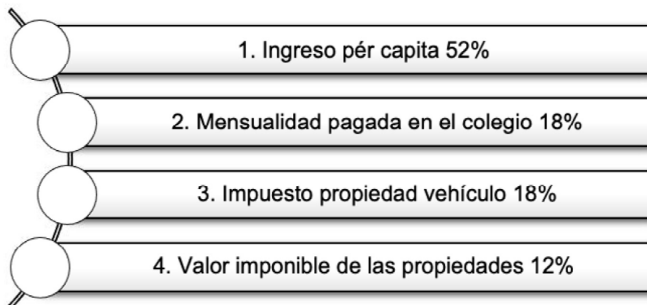 1. Ingreso pér capita 52%
2. Mensualidad pagada en el colegio 18%
3. Impuesto propiedad vehículo 18%
4. Valor imponible de las propiedades 12%